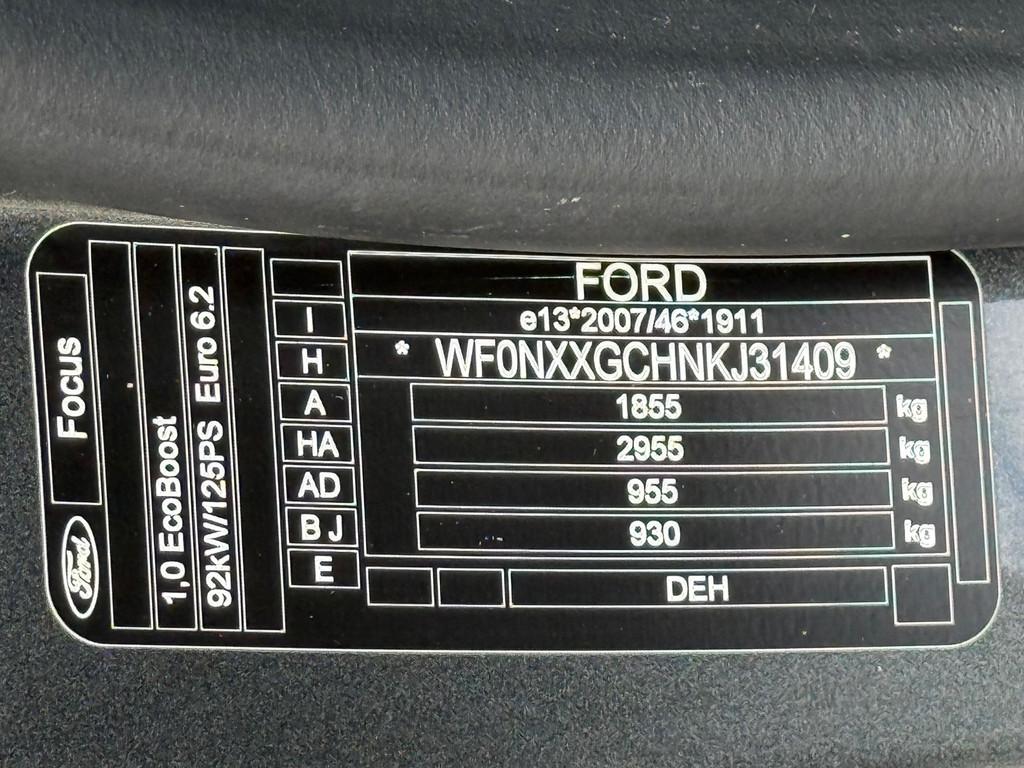 Ford
Focus
1,0 EcoBoost
92kW/125PS Euro 6.2
I
H
A
HA
AD
B J
E
FORD
e13*2007/46*1911
* WF0NXXGCHNKJ31409 *
1855 kg
2955 kg
955 kg
930 kg
DEH